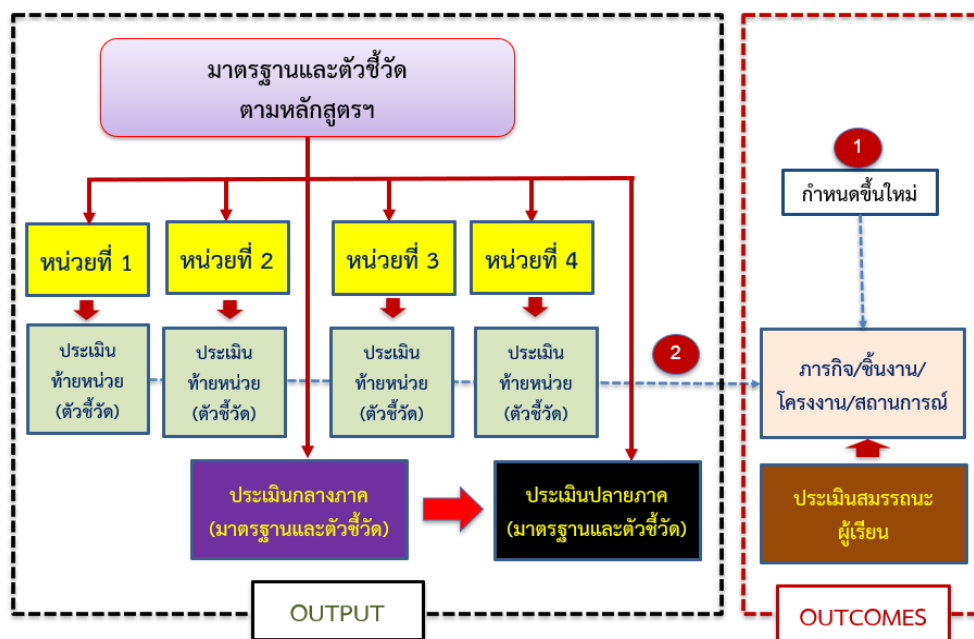 มาตรฐานและตัวชี้วัด
ตามหลักสูตรฯ
1
กำหนดขึ้นใหม่
หน่วยที่ 1
หน่วยที่ 2
หน่วยที่ 3
หน่วยที่ 4
ประเมิน
ท้ายหน่วย
(ตัวชี้วัด)
ประเมิน
ท้ายหน่วย
(ตัวชี้วัด)
ประเมิน
ท้ายหน่วย
(ตัวชี้วัด)
ประเมิน
ท้ายหน่วย
(ตัวชี้วัด)
2
ภารกิจ/ชิ้นงาน/
โครงงาน/สถานการณ์
ประเมินกลางภาค
(มาตรฐานและตัวชี้วัด)
ประเมินปลายภาค
(มาตรฐานและตัวชี้วัด)
ประเมินสมรรถนะ
ผู้เรียน
OUTPUT
OUTCOMES